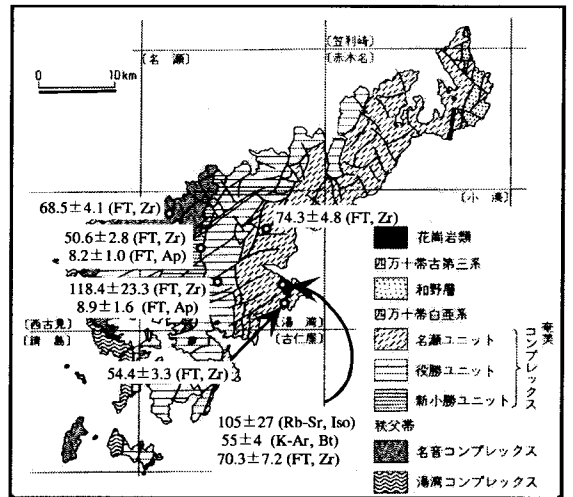 〔名瀬〕
〔笠利崎〕
〔赤木名〕
0 10km
〔小湊〕
68.5±4.1 (FT, Zr)
74.3±4.8 (FT, Zr)
50.6±2.8 (FT, Zr)
8.2±1.0 (FT, Ap)
118.4±23.3 (FT, Zr)
8.9±1.6 (FT, Ap)
〔西古見〕
〔請島〕
湯湾〕
〔古仁屋〕
54.4±3.3 (FT, Zr)
105±27 (Rb-Sr, Iso)
55±4 (K-Ar, Bt)
70.3±7.2 (FT, Zr)
花崗岩類
四万十帯古第三系
和野層
四万十帯白亜系
名瀬ユニット
役勝ユニット
新小勝ユニット
奄美
コンプレックス
秩父帯
名音コンプレックス
湯湾コンプレックス